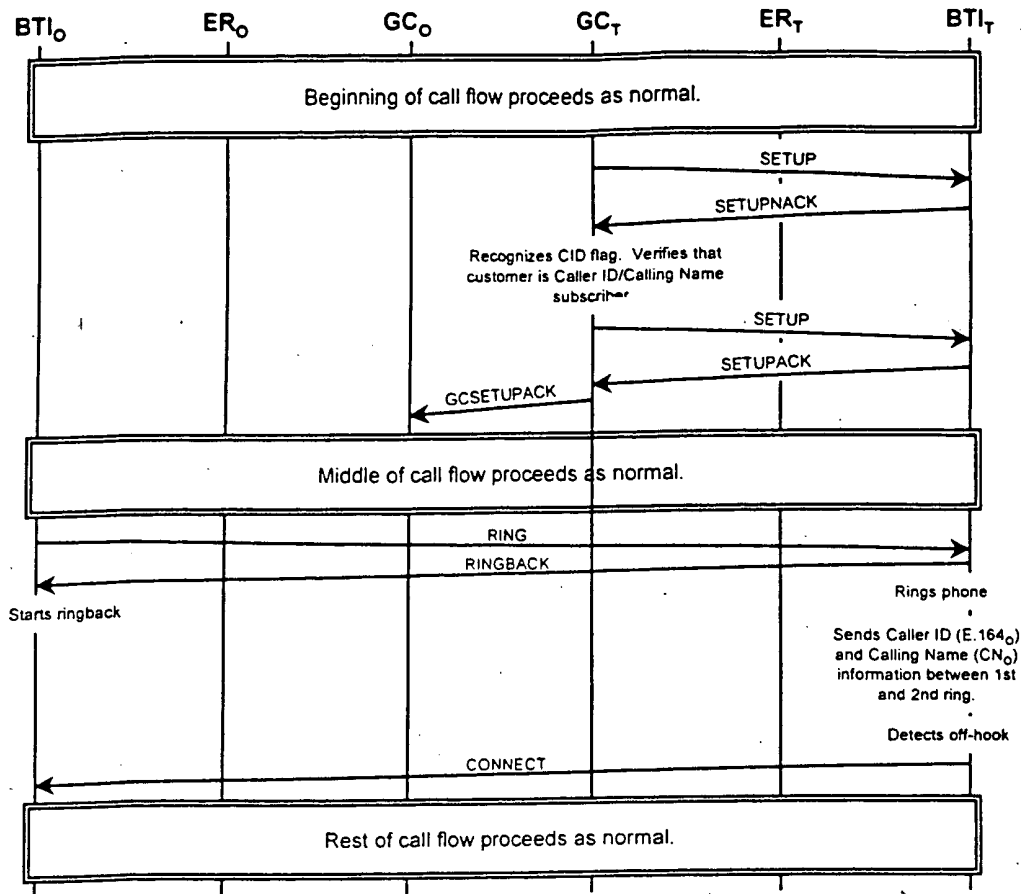 BTIO ERO GCO GCT ERT BTIT
Beginning of call flow proceeds as normal.
SETUP
SETUPNACK
Recognizes CID flag. Verifies that
customer is Caller ID/Calling Name
subscriber
SETUP
SETUPACK
GCSETUPACK
Middle of call flow proceeds as normal.
RING
RINGBACK
Starts ringback
Rings phone
Sends Caller ID (E.164O)
and Calling Name (CNO)
information between 1st
and 2nd ring.
Detects off-hook
CONNECT
Rest of call flow proceeds as normal.